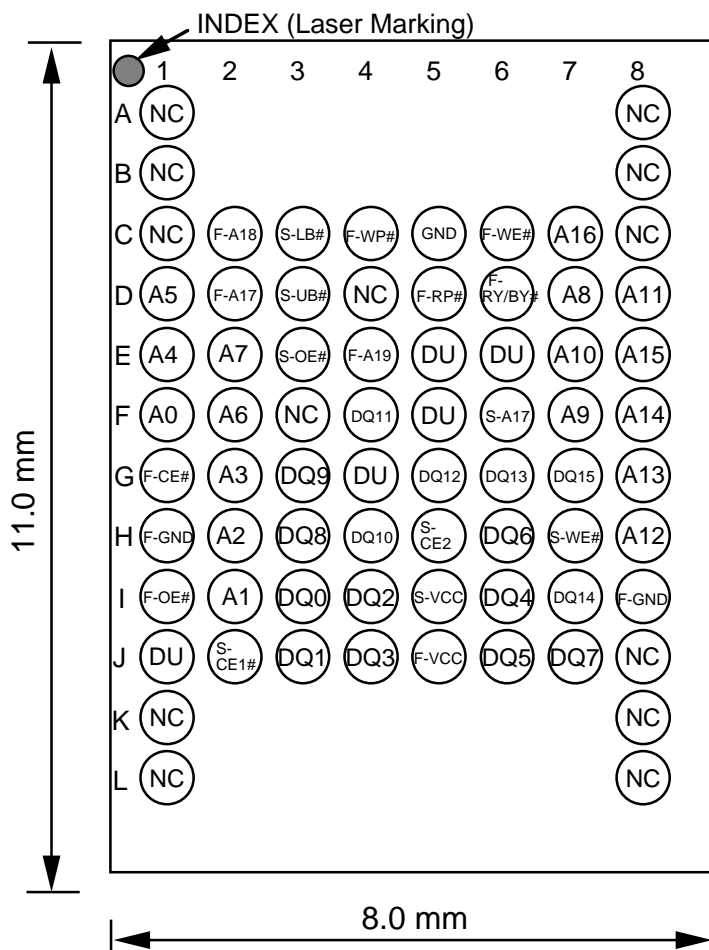 INDEX (Laser Marking)
1 2 3 4 5 6 7 8
A NC NC
B NC NC
C NC F-A18 S-LB# F-WP# GND F-WE# A16 NC
D A5 F-A17 S-UB# NC F-RP# F-RY/BY# A8 A11
E A4 A7 S-OE# F-A19 DU DU A10 A15
F A0 A6 NC DQ11 DU S-A17 A9 A14
G F-CE# A3 DQ9 DU DQ12 DQ13 DQ15 A13
H F-GND A2 DQ8 DQ10 S-CE2 DQ6 S-WE# A12
I F-OE# A1 DQ0 DQ2 S-VCC DQ4 DQ14 F-GND
J DU S-CE1# DQ1 DQ3 F-VCC DQ5 DQ7 NC
K NC NC
L NC NC
11.0 mm
8.0 mm